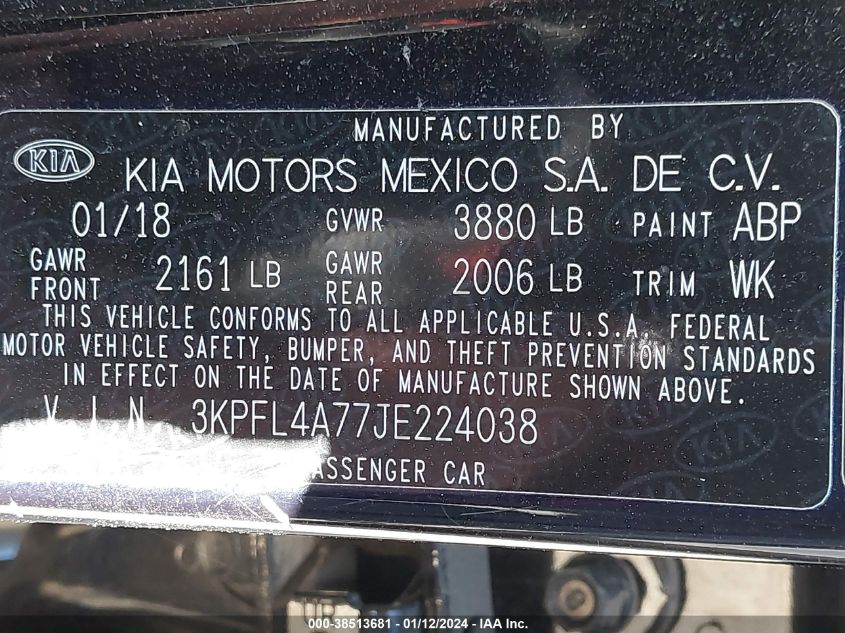 MANUFACTURED BY
KIA KIA MOTORS MEXICO S.A. DE C.V.
01/18 GVWR 3880 LB PAINT ABP
GAWR FRONT 2161 LB GAWR REAR 2006 LB TRIM WK
THIS VEHICLE CONFORMS TO ALL APPLICABLE U.S.A. FEDERAL
MOTOR VEHICLE SAFETY, BUMPER, AND THEFT PREVENTION STANDARDS
IN EFFECT ON THE DATE OF MANUFACTURE SHOWN ABOVE.
V I N 3KPFL4A77JE224038
PASSENGER CAR
000-38513681 - 01/12/2024 - IAA Inc.